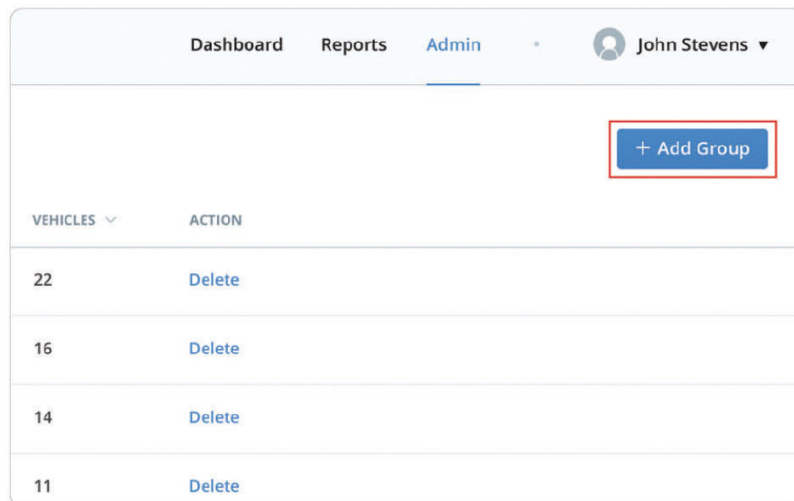 Dashboard Reports Admin John Stevens
+ Add Group
VEHICLES ACTION
22 Delete
16 Delete
14 Delete
11 Delete